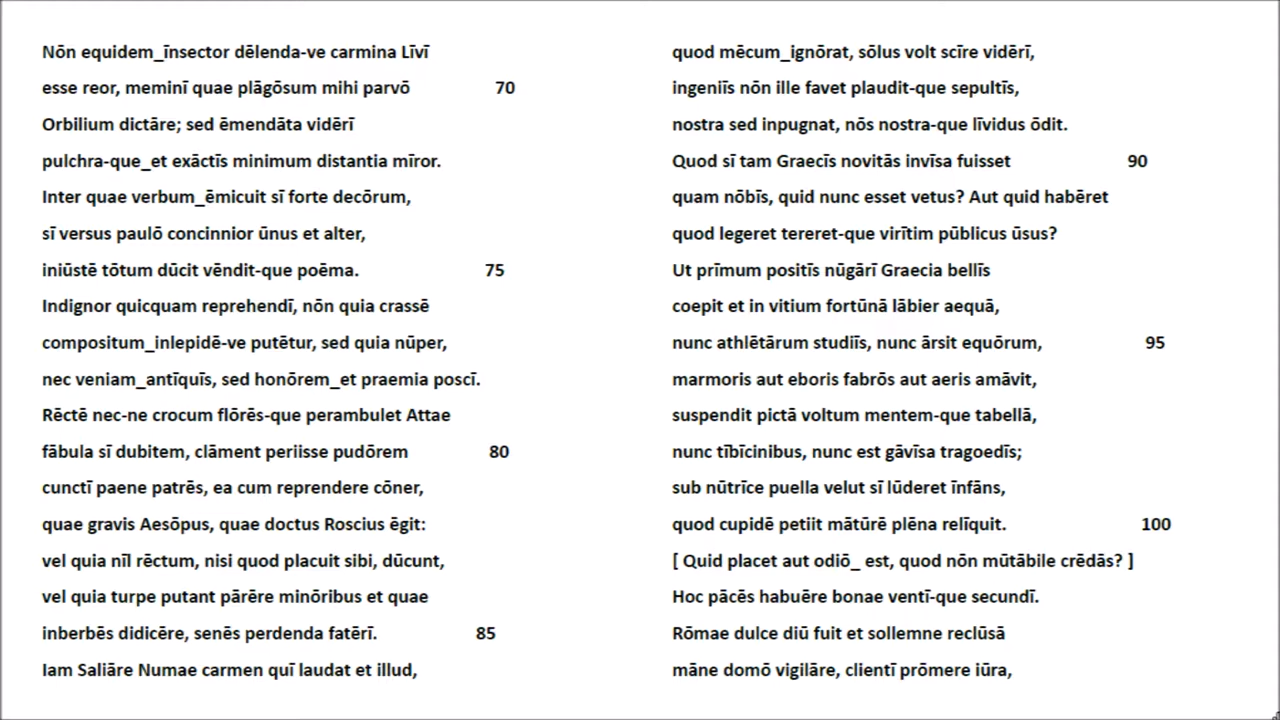 Nōn equidem_īnsector dēlenda-ve carmina Līvī
esse reor, meminī quae plāgōsum mihi parvō 70
Orbilium dictāre; sed ēmendāta vidērī
pulchra-que_et exāctīs minimum distantia mīror.
Inter quae verbum_ēmicuit sī forte decōrum,
sī versus paulō concinnior ūnus et alter,
iniūstē tōtum dūcit vēndit-que poēma. 75
Indignor quicquam reprehendī, nōn quia crassē
compositum_inlepidē-ve putētur, sed quia nūper,
nec veniam_antīquīs, sed honōrem_et praemia poscī.
Rēctē nec-ne crocum flōrēs-que perambulet Attae
fābula sī dubitem, clāment periisse pudōrem 80
cunctī paene patrēs, ea cum reprendere cōner,
quae gravis Aesōpus, quae doctus Roscius ēgit:
vel quia nīl rēctum, nisi quod placuit sibi, dūcunt,
vel quia turpe putant pārēre minōribus et quae
inberbēs didicēre, senēs perdenda fatērī. 85
Iam Saliāre Numae carmen quī laudat et illud,
quod mēcum_ignōrat, sōlus volt scīre vidērī,
ingeniīs nōn ille favet plaudit-que sepultīs,
nostra sed inpugnat, nōs nostra-que līvidus ōdit.
Quod sī tam Graecīs novitās invīsa fuisset 90
quam nōbīs, quid nunc esset vetus? Aut quid habēret
quod legeret tereret-que virītim pūblicus ūsus?
Ut prīmum positīs nūgārī Graecia bellīs
coepit et in vitium fortūnā lābier aequā,
nunc athlētārum studiīs, nunc ārsit equōrum, 95
marmoris aut eboris fabrōs aut aeris amāvit,
suspendit pictā voltum mentem-que tabellā,
nunc tībīcinibus, nunc est gāvīsa tragoedīs;
sub nūtrīce puella velut sī lūderet īnfāns,
quod cupidē petiit mātūrē plēna relīquit. 100
[ Quid placet aut odiō_ est, quod nōn mūtābile crēdās? ]
Hoc pācēs habuēre bonae ventī-que secundī.
Rōmae dulce diū fuit et sollemne reclūsā
māne domō vigilāre, clientī prōmere iūra,